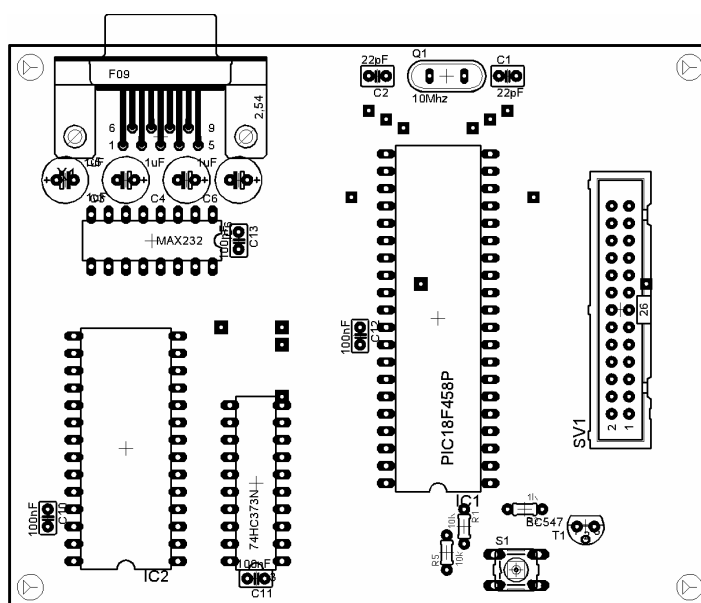 Q1
22pF
C1
F09
C2
10Mhz
22pF
2,54
6
9
1
5
1uF
1uF
1uF
C4
C6
MAX232
100nF
C13
100nF
C12
26
PIC18F458P
SV1
2
1
74HC373N
100nF
C10
IC1
1k
BC547
T1
10k
R1
R5
10k
S1
IC2
100nF
C11